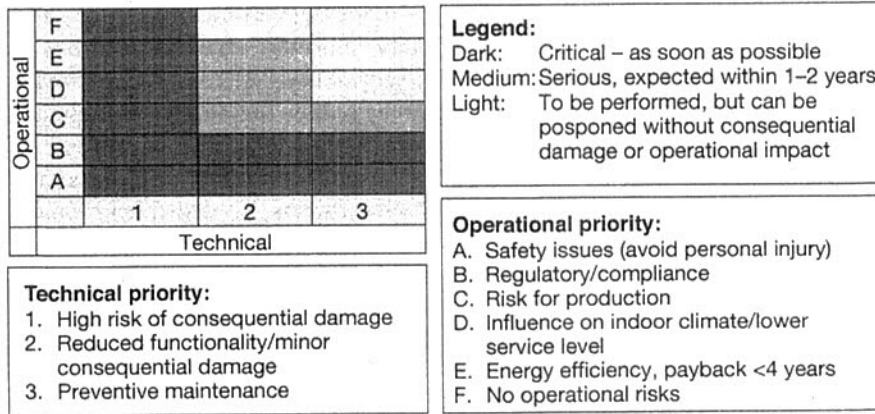 Operational
F
E
D
C
B
A
1 2 3
Technical
Technical priority:
1. High risk of consequential damage
2. Reduced functionality/minor
consequential damage
3. Preventive maintenance
Legend:
Dark: Critical – as soon as possible
Medium: Serious, expected within 1–2 years
Light: To be performed, but can be
posponed without consequential
damage or operational impact
Operational priority:
A. Safety issues (avoid personal injury)
B. Regulatory/compliance
C. Risk for production
D. Influence on indoor climate/lower
service level
E. Energy efficiency, payback <4 years
F. No operational risks